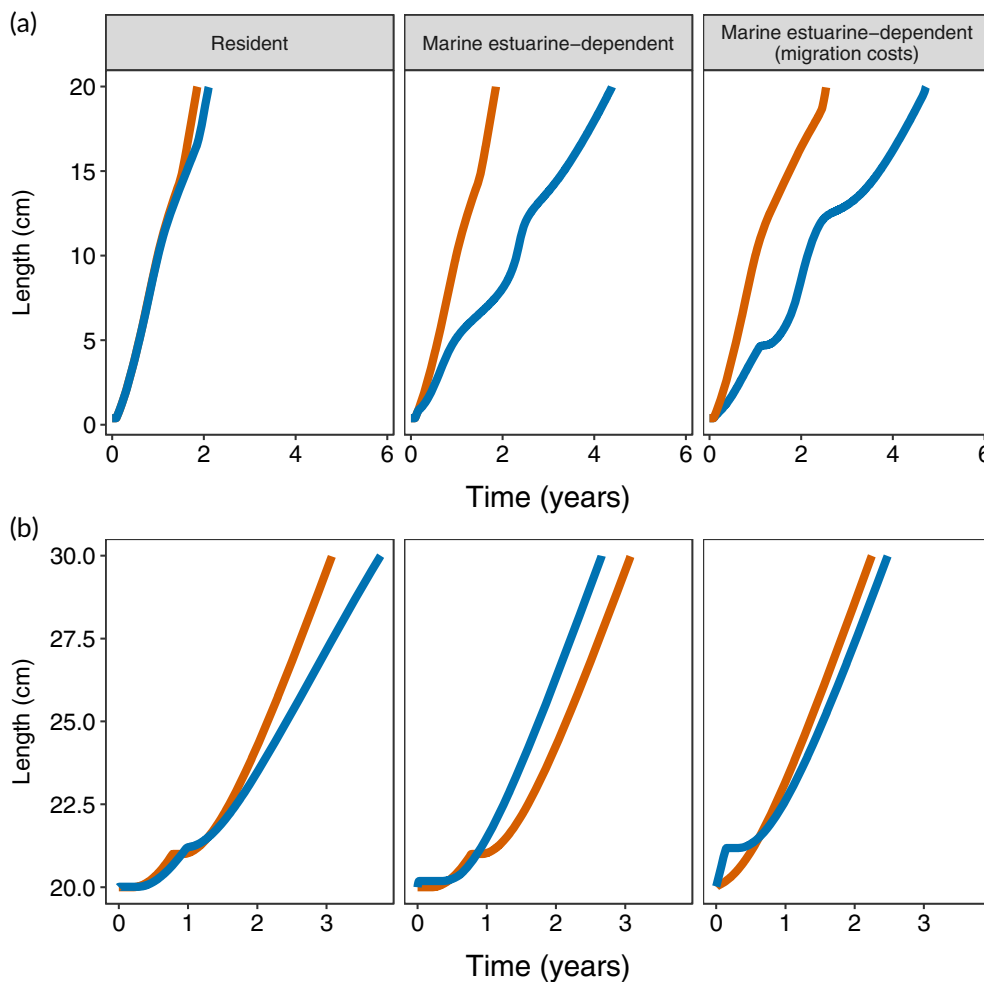 (a)
Resident
Marine estuarine−dependent
Marine estuarine−dependent
(migration costs)
20
15
10
5
0
Length (cm)
0 2 4 6
0 2 4 6
0 2 4 6
Time (years)
(b)
30.0
27.5
25.0
22.5
20.0
Length (cm)
0 1 2 3
0 1 2 3
0 1 2 3
Time (years)